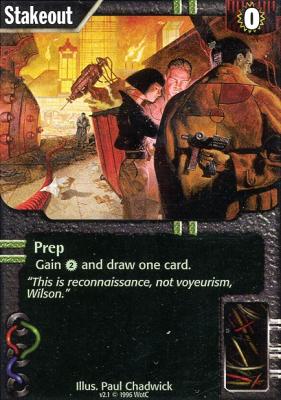 Stakeout
0
Prep
Gain 2 and draw one card.
"This is reconnaissance, not voyeurism,
Wilson."
Illus. Paul Chadwick
v2.1 © 1996 WotC